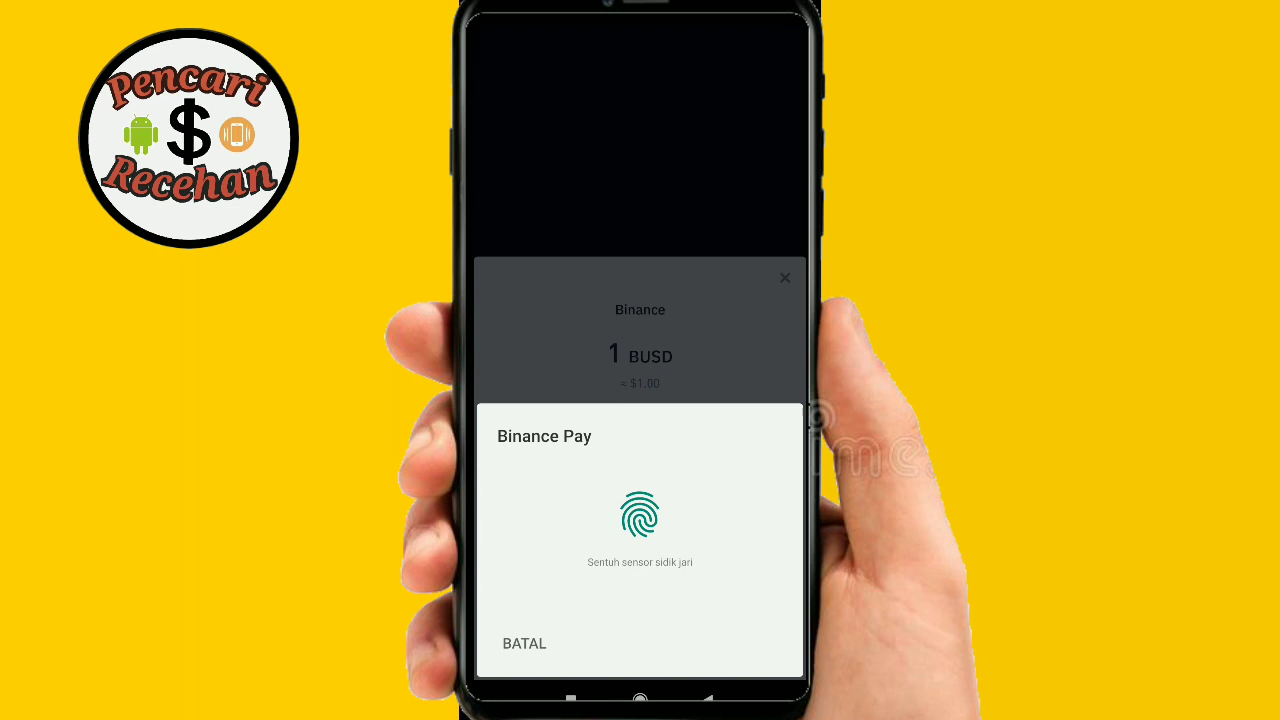 Pencari
$
Recehan
Binance
1 BUSD
≈ $1.00
Binance Pay
Sentuh sensor sidik jari
BATAL